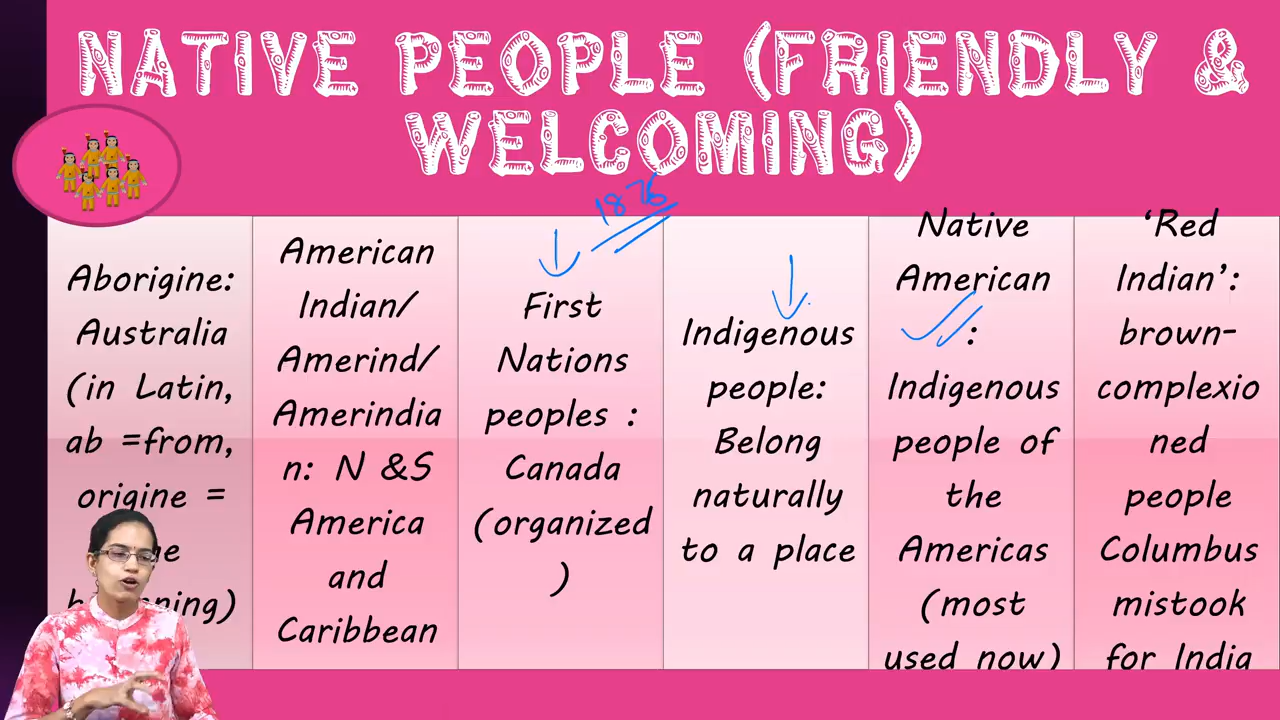 NATIVE PEOPLE (FRIENDLY &
WELCOMING)
1876
Aborigine:
Australia
(in Latin,
ab =from,
origine =
American
Indian/
Amerind/
Amerindia
n: N &S
America
and
Caribbean
First
Nations
peoples :
Canada
(organized
)
Indigenous
people:
Belong
naturally
to a place
Native
American
:
Indigenous
people of
the
Americas
(most
used now)
‘Red
Indian’:
brown-
complexio
ned
people
Columbus
mistook
for India